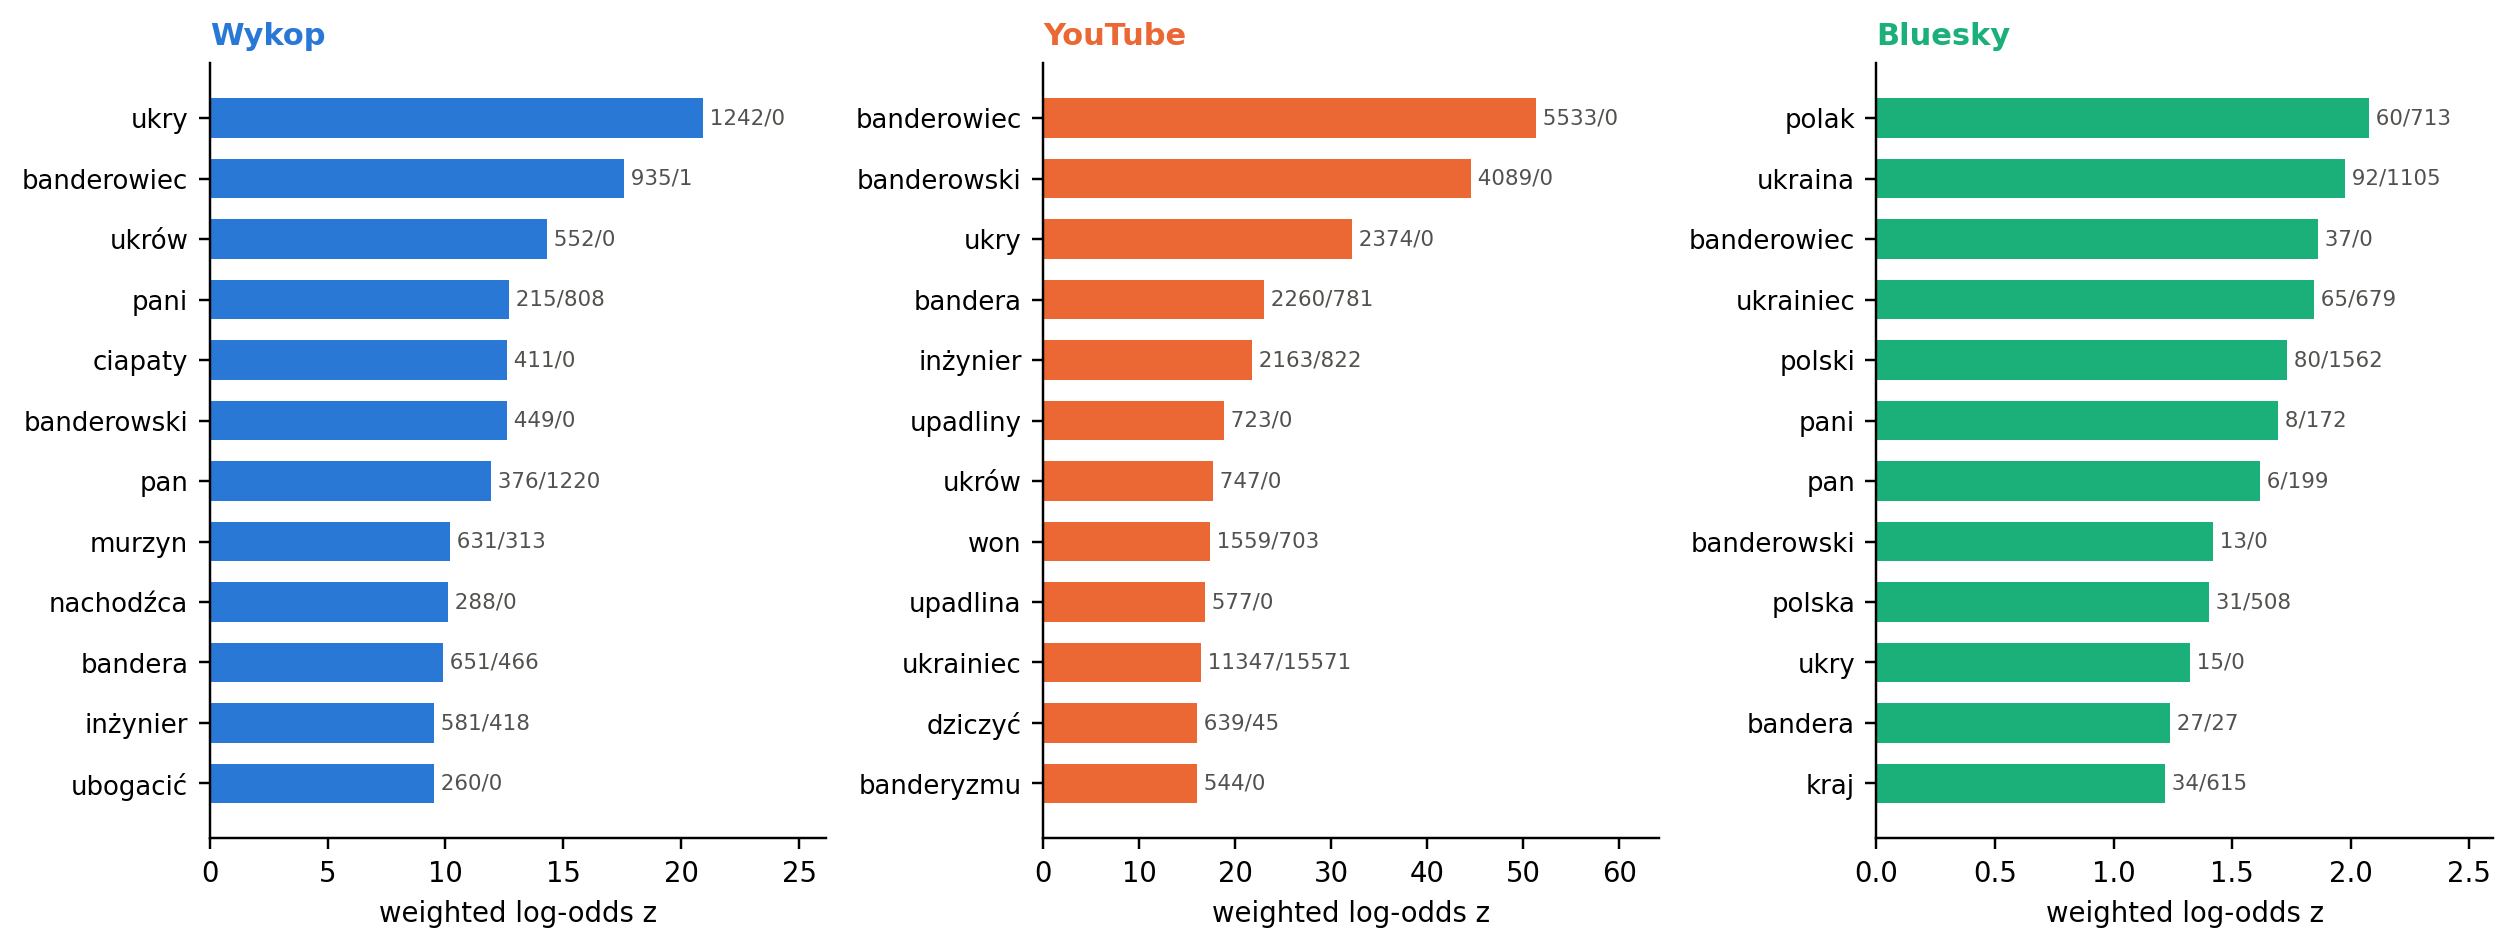 Wykop
ukry 1242/0
banderowiec 935/1
ukrów 552/0
pani 215/808
ciapaty 411/0
banderowski 449/0
pan 376/1220
murzyn 631/313
nachodźca 288/0
bandera 651/466
inżynier 581/418
ubogacić 260/0
0 5 10 15 20 25
weighted log-odds z
YouTube
banderowiec 5533/0
banderowski 4089/0
ukry 2374/0
bandera 2260/781
inżynier 2163/822
upadliny 723/0
ukrów 747/0
won 1559/703
upadlina 577/0
ukrainiec 11347/15571
dziczyć 639/45
banderyzmu 544/0
0 10 20 30 40 50 60
weighted log-odds z
Bluesky
polak 60/713
ukraina 92/1105
banderowiec 37/0
ukrainiec 65/679
polski 80/1562
pani 8/172
pan 6/199
banderowski 13/0
polska 31/508
ukry 15/0
bandera 27/27
kraj 34/615
0.0 0.5 1.0 1.5 2.0 2.5
weighted log-odds z